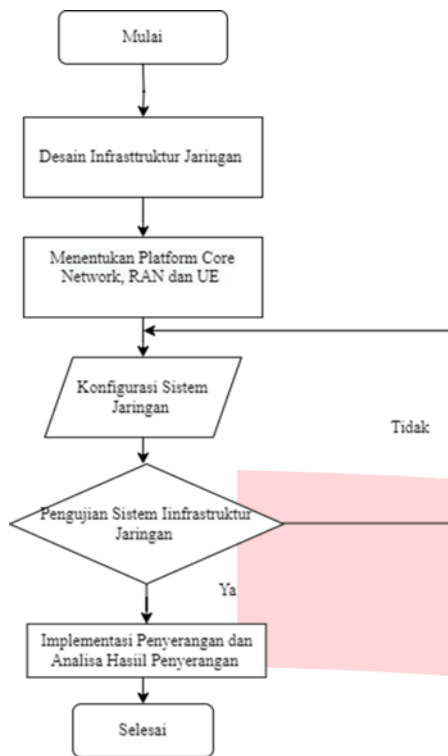 Mulai
Desain Infrasttruktur Jaringan
Menentukan Platform Core
Network, RAN dan UE
Konfigurasi Sistem
Jaringan
Tidak
Pengujian Sistem Iinfrastruktur
Jaringan
Ya
Implementasi Penyerangan dan
Analisa Hasiil Penyerangan
Selesai